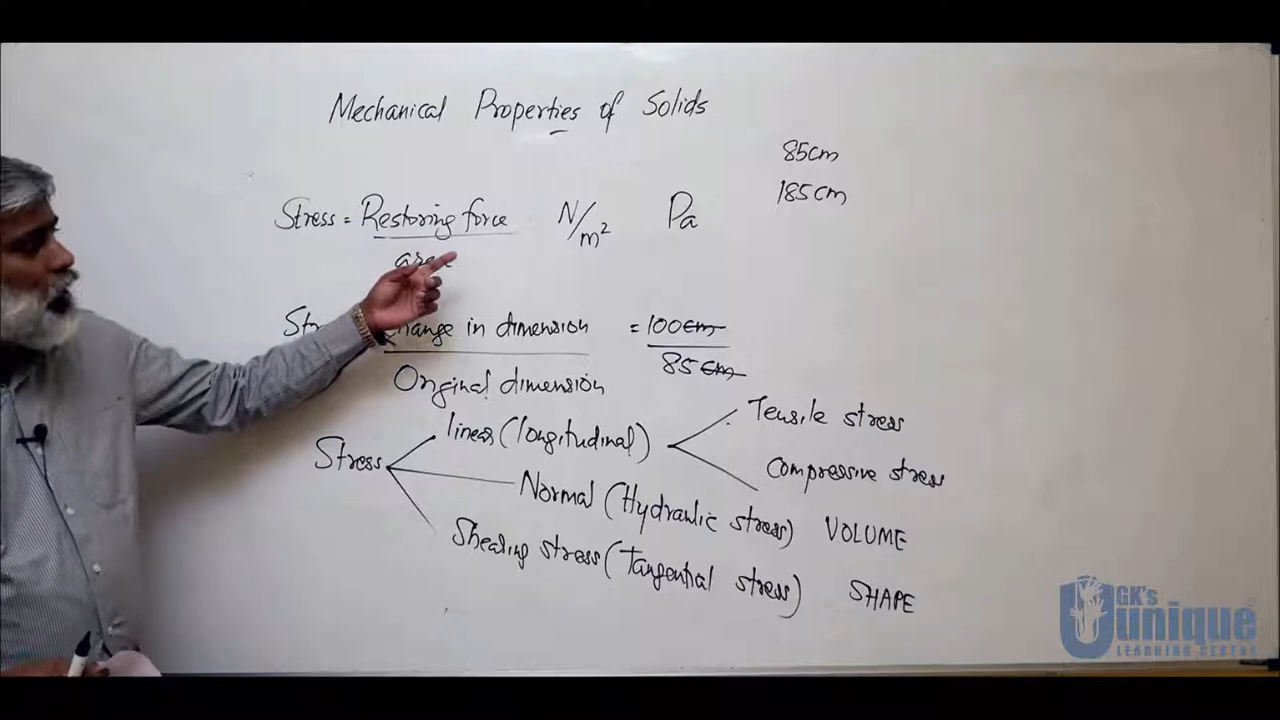 Mechanical Properties of Solids
85cm
185cm
Stress = Restoring force N/m² Pa
area
change in dimension = 100cm
Original dimension 85cm
Stress
linear (longitudinal)
Tensile stress
Compressive stress
Normal (Hydraulic stress) VOLUME
Shearing stress (Tangential stress) SHAPE
GK's
unique
LEARNING CENTRE